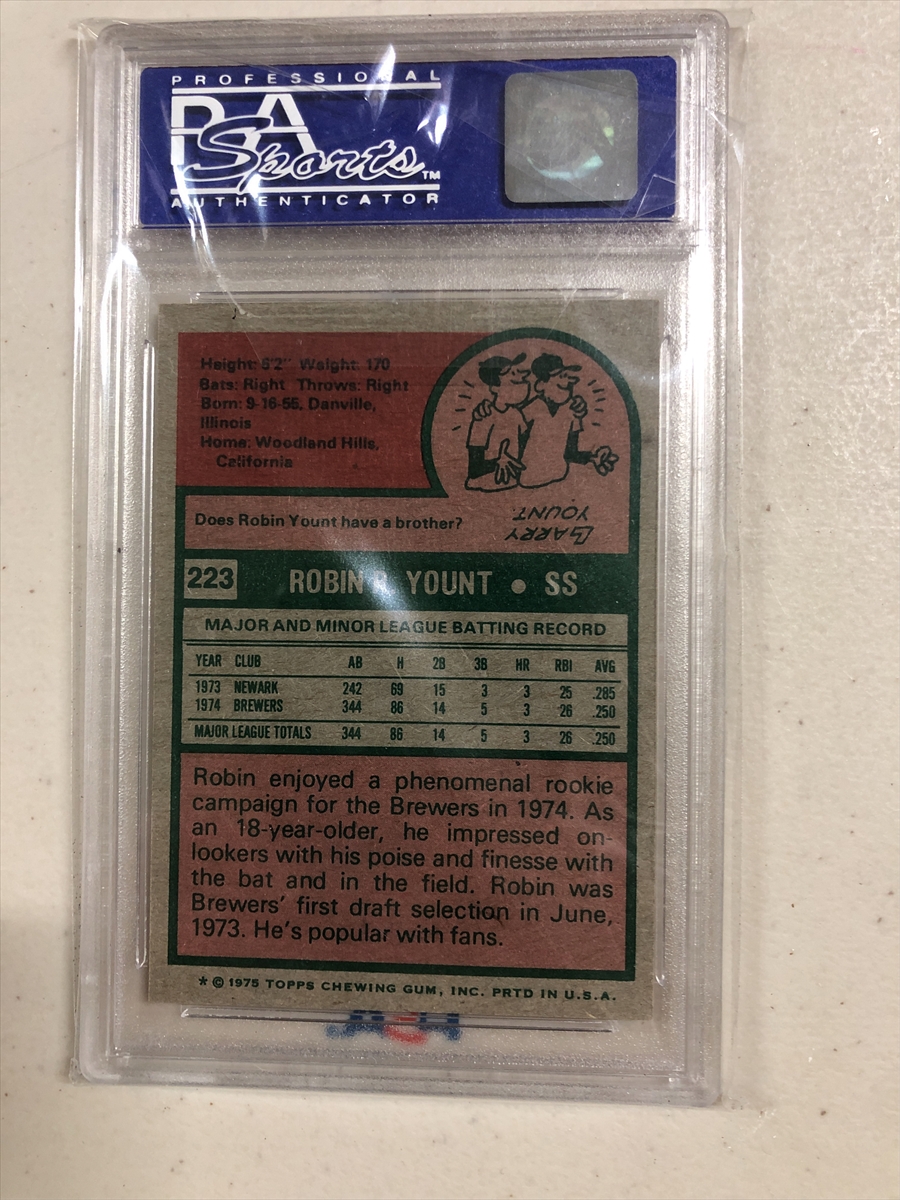 PROFESSIONAL
PSA
Sports™
AUTHENTICATOR
Height: 6'2" Weight: 170
Bats: Right Throws: Right
Born: 9-16-55, Danville,
Illinois
Home: Woodland Hills,
California
Does Robin Yount have a brother?
LARRY
YOUNT.
223 ROBIN R. YOUNT • SS
MAJOR AND MINOR LEAGUE BATTING RECORD
YEAR CLUB AB H 2B 3B HR RBI AVG
1973 NEWARK 242 69 15 3 3 25 .285
1974 BREWERS 344 86 14 5 3 26 .250
MAJOR LEAGUE TOTALS 344 86 14 5 3 26 .250
Robin enjoyed a phenomenal rookie
campaign for the Brewers in 1974. As
an 18-year-older, he impressed on-
lookers with his poise and finesse with
the bat and in the field. Robin was
Brewers' first draft selection in June,
1973. He's popular with fans.
* © 1975 TOPPS CHEWING GUM, INC. PRTD IN U.S.A.